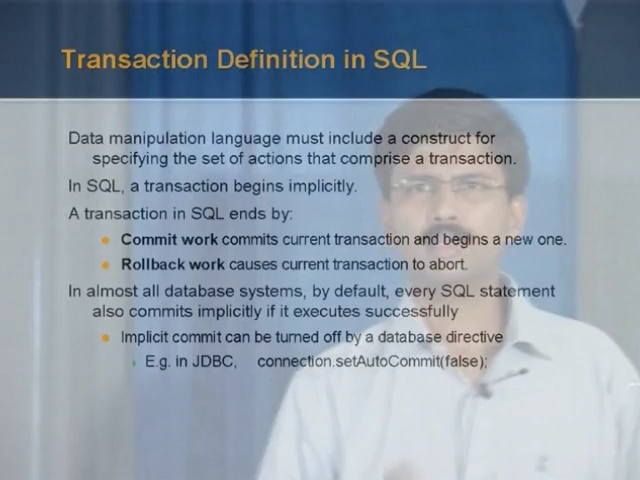 Transaction Definition in SQL
Data manipulation language must include a construct for
specifying the set of actions that comprise a transaction.
In SQL, a transaction begins implicitly.
A transaction in SQL ends by:
Commit work commits current transaction and begins a new one.
Rollback work causes current transaction to abort.
In almost all database systems, by default, every SQL statement
also commits implicitly if it executes successfully
Implicit commit can be turned off by a database directive
E.g. in JDBC, connection.setAutoCommit(false);